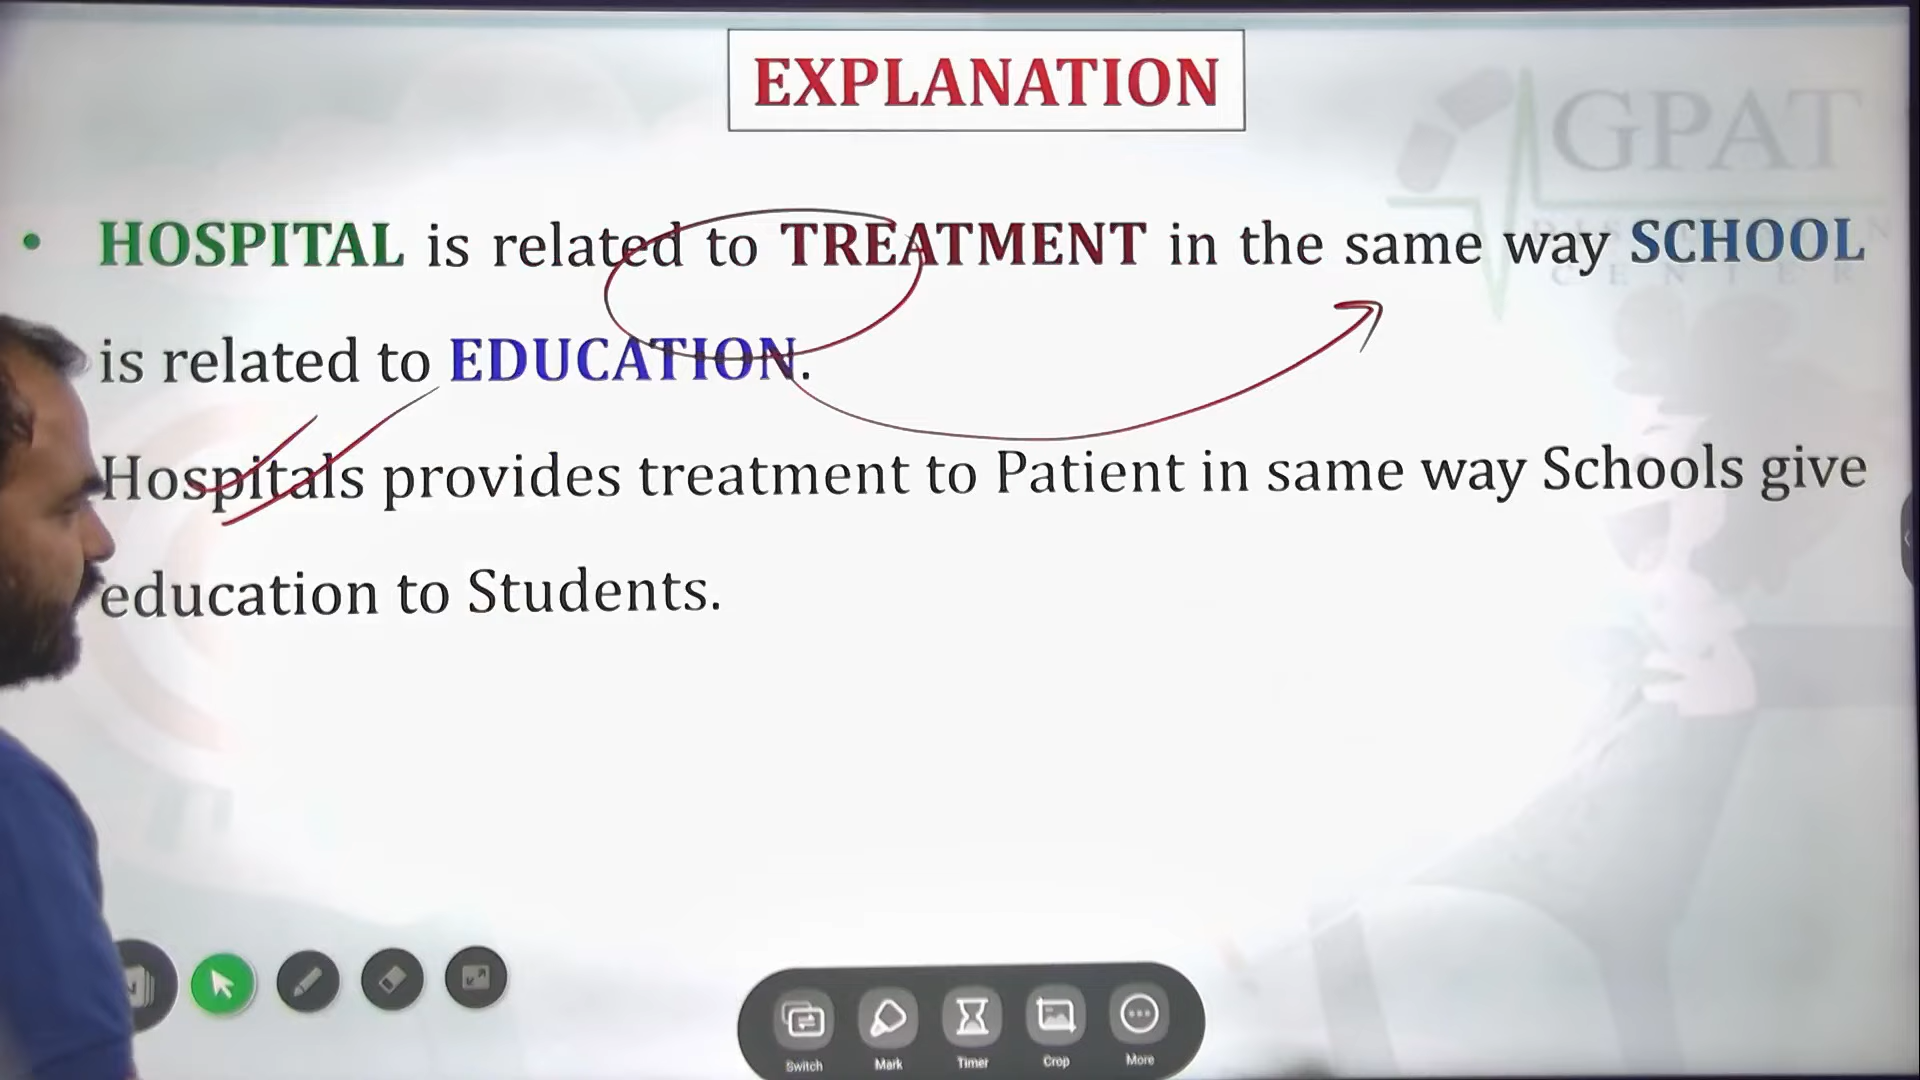 EXPLANATION
GPAT
• HOSPITAL is related to TREATMENT in the same way SCHOOL
is related to EDUCATION.
Hospitals provides treatment to Patient in same way Schools give
education to Students.
Switch Mark Timer Crop More